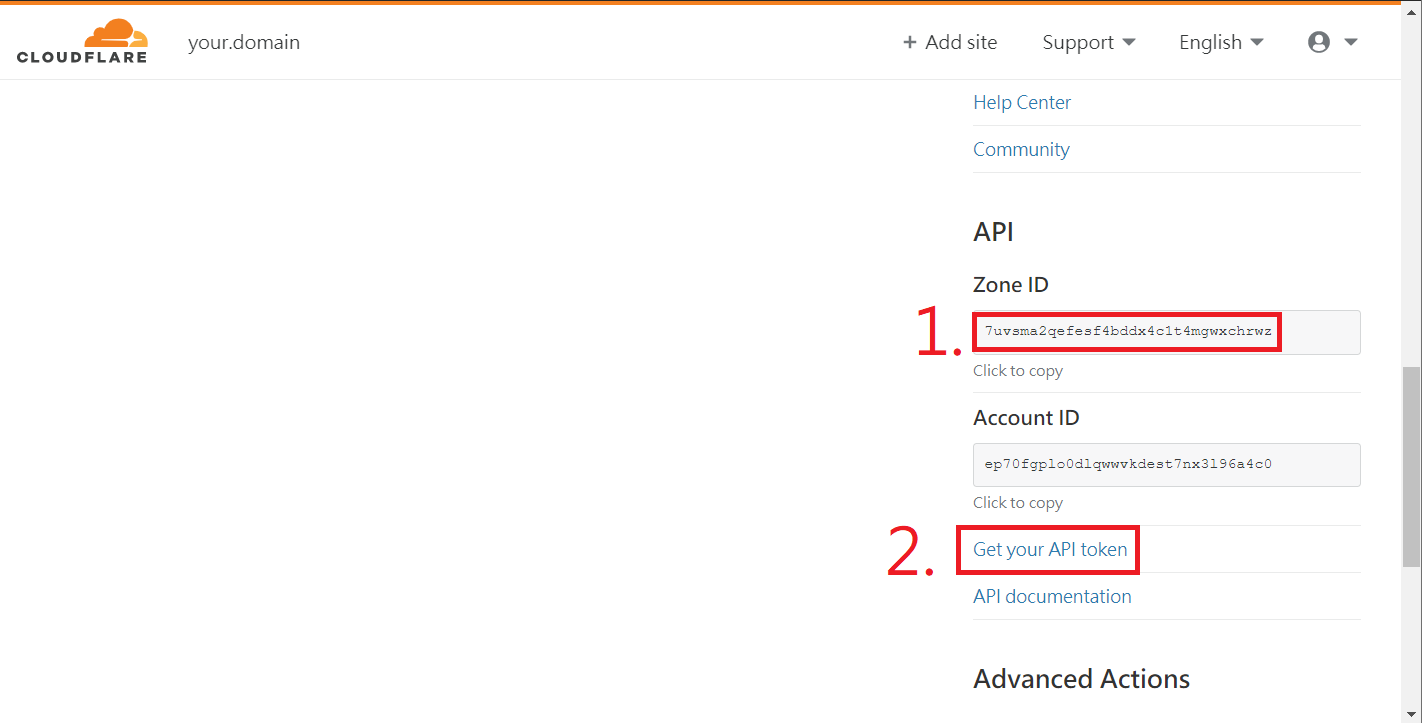 CLOUDFLARE
your.domain
+ Add site
Support
English
Help Center
Community
API
Zone ID
1.
7uvsma2qefesf4bddx4c1t4mgwxchrwz
Click to copy
Account ID
ep70fgplo0dlqwwvkdest7nx3l96a4c0
Click to copy
2.
Get your API token
API documentation
Advanced Actions